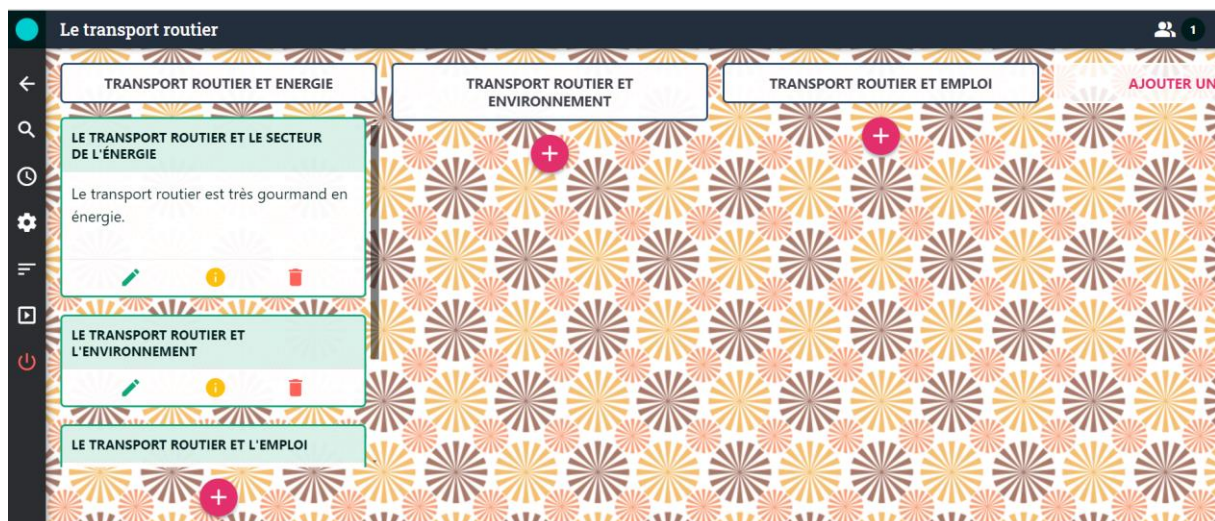 Le transport routier
1
TRANSPORT ROUTIER ET ENERGIE
LE TRANSPORT ROUTIER ET LE SECTEUR
DE L'ÉNERGIE
Le transport routier est très gourmand en
énergie.
LE TRANSPORT ROUTIER ET
L'ENVIRONNEMENT
LE TRANSPORT ROUTIER ET L'EMPLOI
TRANSPORT ROUTIER ET
ENVIRONNEMENT
TRANSPORT ROUTIER ET EMPLOI
AJOUTER UN